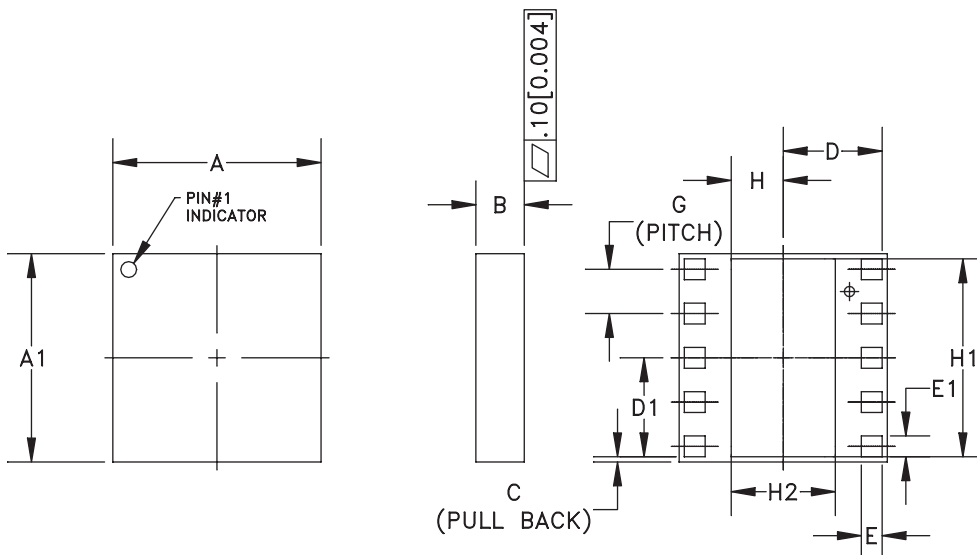 .10[0.004]
A
PIN#1
INDICATOR
B
D
H
G
(PITCH)
A1
D1
E1
H1
H2
C
(PULL BACK)
E